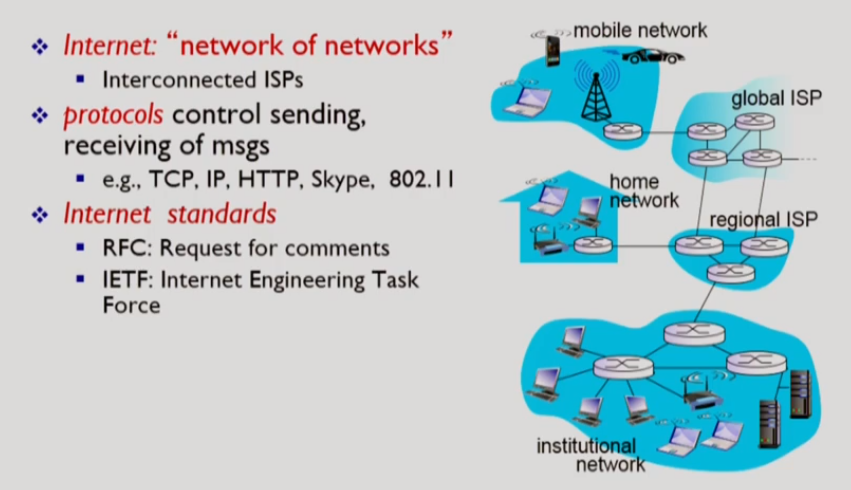 Internet: “network of networks”
Interconnected ISPs
protocols control sending,
receiving of msgs
e.g., TCP, IP, HTTP, Skype, 802.11
Internet standards
RFC: Request for comments
IETF: Internet Engineering Task
Force
mobile network
global ISP
home
network
regional ISP
institutional
network